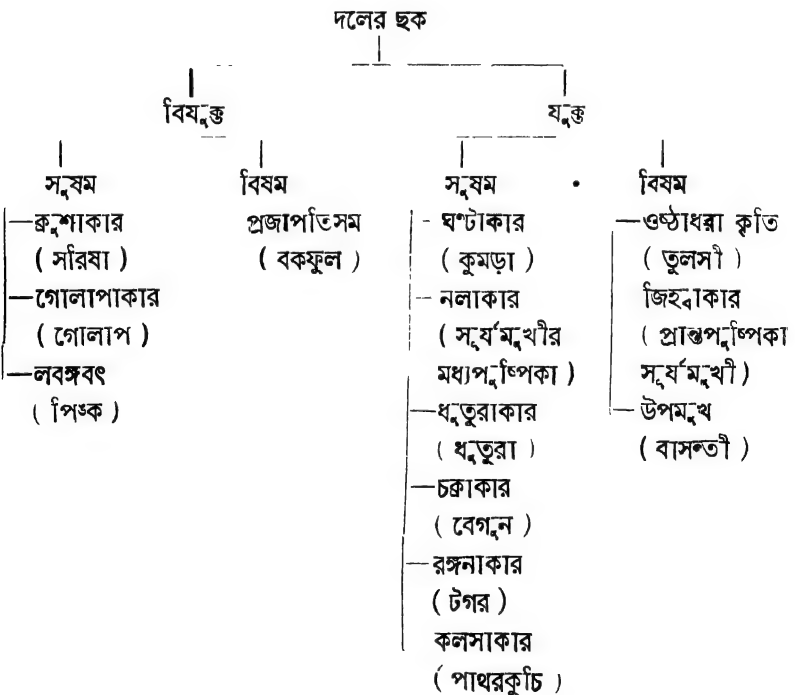 দলের ছক
বিযুক্ত
যুক্ত
সুষম
বিষম
সুষম
বিষম
ক্রুশাকার
( সরিষা )
গোলাপাকার
( গোলাপ )
লবঙ্গবৎ
( পিঙ্ক )
প্রজাপতিসম
( বকফুল )
ঘণ্টাকার
( কুমড়া )
নলাকার
( সূর্যমুখীর
মধ্যপুষ্পিকা )
ধুতুরাকার
( ধুতুরা )
চক্রাকার
( বেগুন )
রঙ্গনাকার
( টগর )
কলসাকার
( পাথরকুচি )
ওষ্ঠাধরা কৃতি
( তুলসী )
জিহ্বাকার
( প্রান্তপুষ্পিকা
সূর্যমুখী )
উপমুখ
( বাসন্তী )